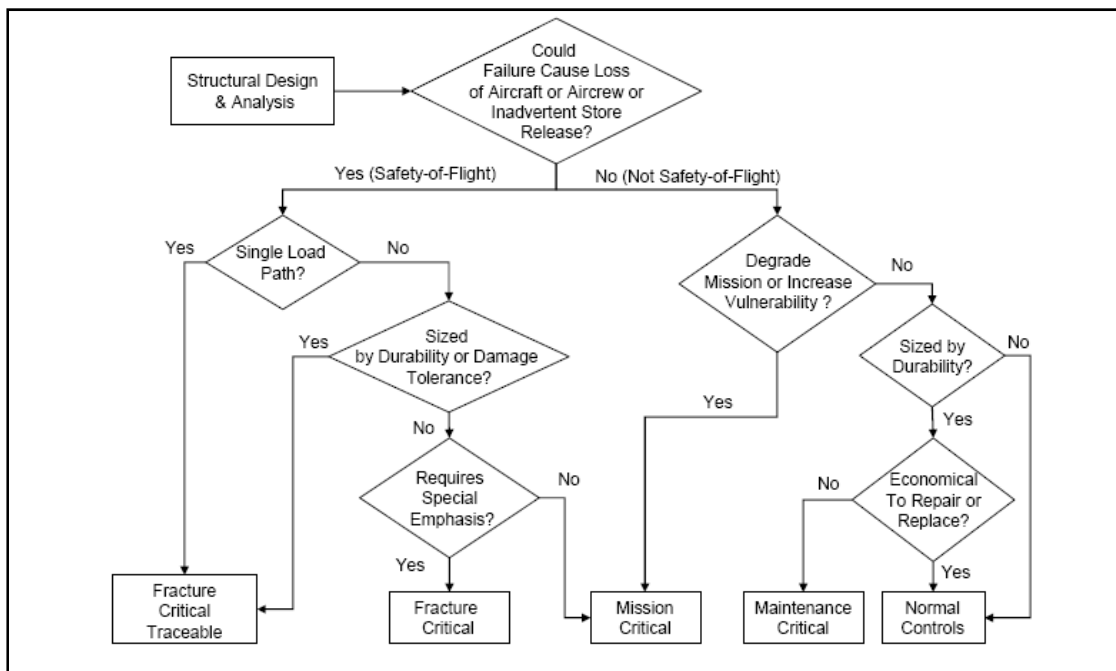 Could
Failure Cause Loss
of Aircraft or Aircrew or
Inadvertent Store
Release?
Structural Design
& Analysis
Yes (Safety-of-Flight)
No (Not Safety-of-Flight)
Yes
Single Load
Path?
No
Degrade
Mission or Increase
Vulnerability ?
No
Yes
Sized
by Durability or Damage
Tolerance?
Sized by
Durability?
No
Yes
No
Yes
Requires
Special
Emphasis?
No
No
Economical
To Repair or
Replace?
Yes
Yes
Fracture
Critical
Traceable
Fracture
Critical
Mission
Critical
Maintenance
Critical
Normal
Controls